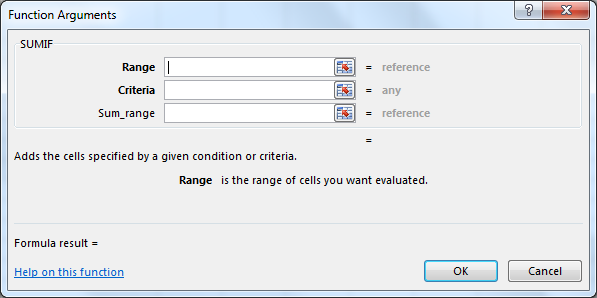 Function Arguments
SUMIF
Range = reference
Criteria = any
Sum_range = reference
=
Adds the cells specified by a given condition or criteria.
Range is the range of cells you want evaluated.
Formula result =
Help on this function OK Cancel